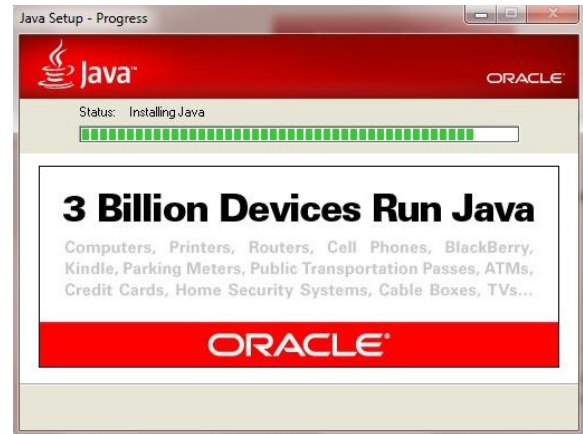 Java Setup - Progress
Java™
ORACLE®
Status: Installing Java
3 Billion Devices Run Java
Computers, Printers, Routers, Cell Phones, BlackBerry,
Kindle, Parking Meters, Public Transportation Passes, ATMs,
Credit Cards, Home Security Systems, Cable Boxes, TVs...
ORACLE®